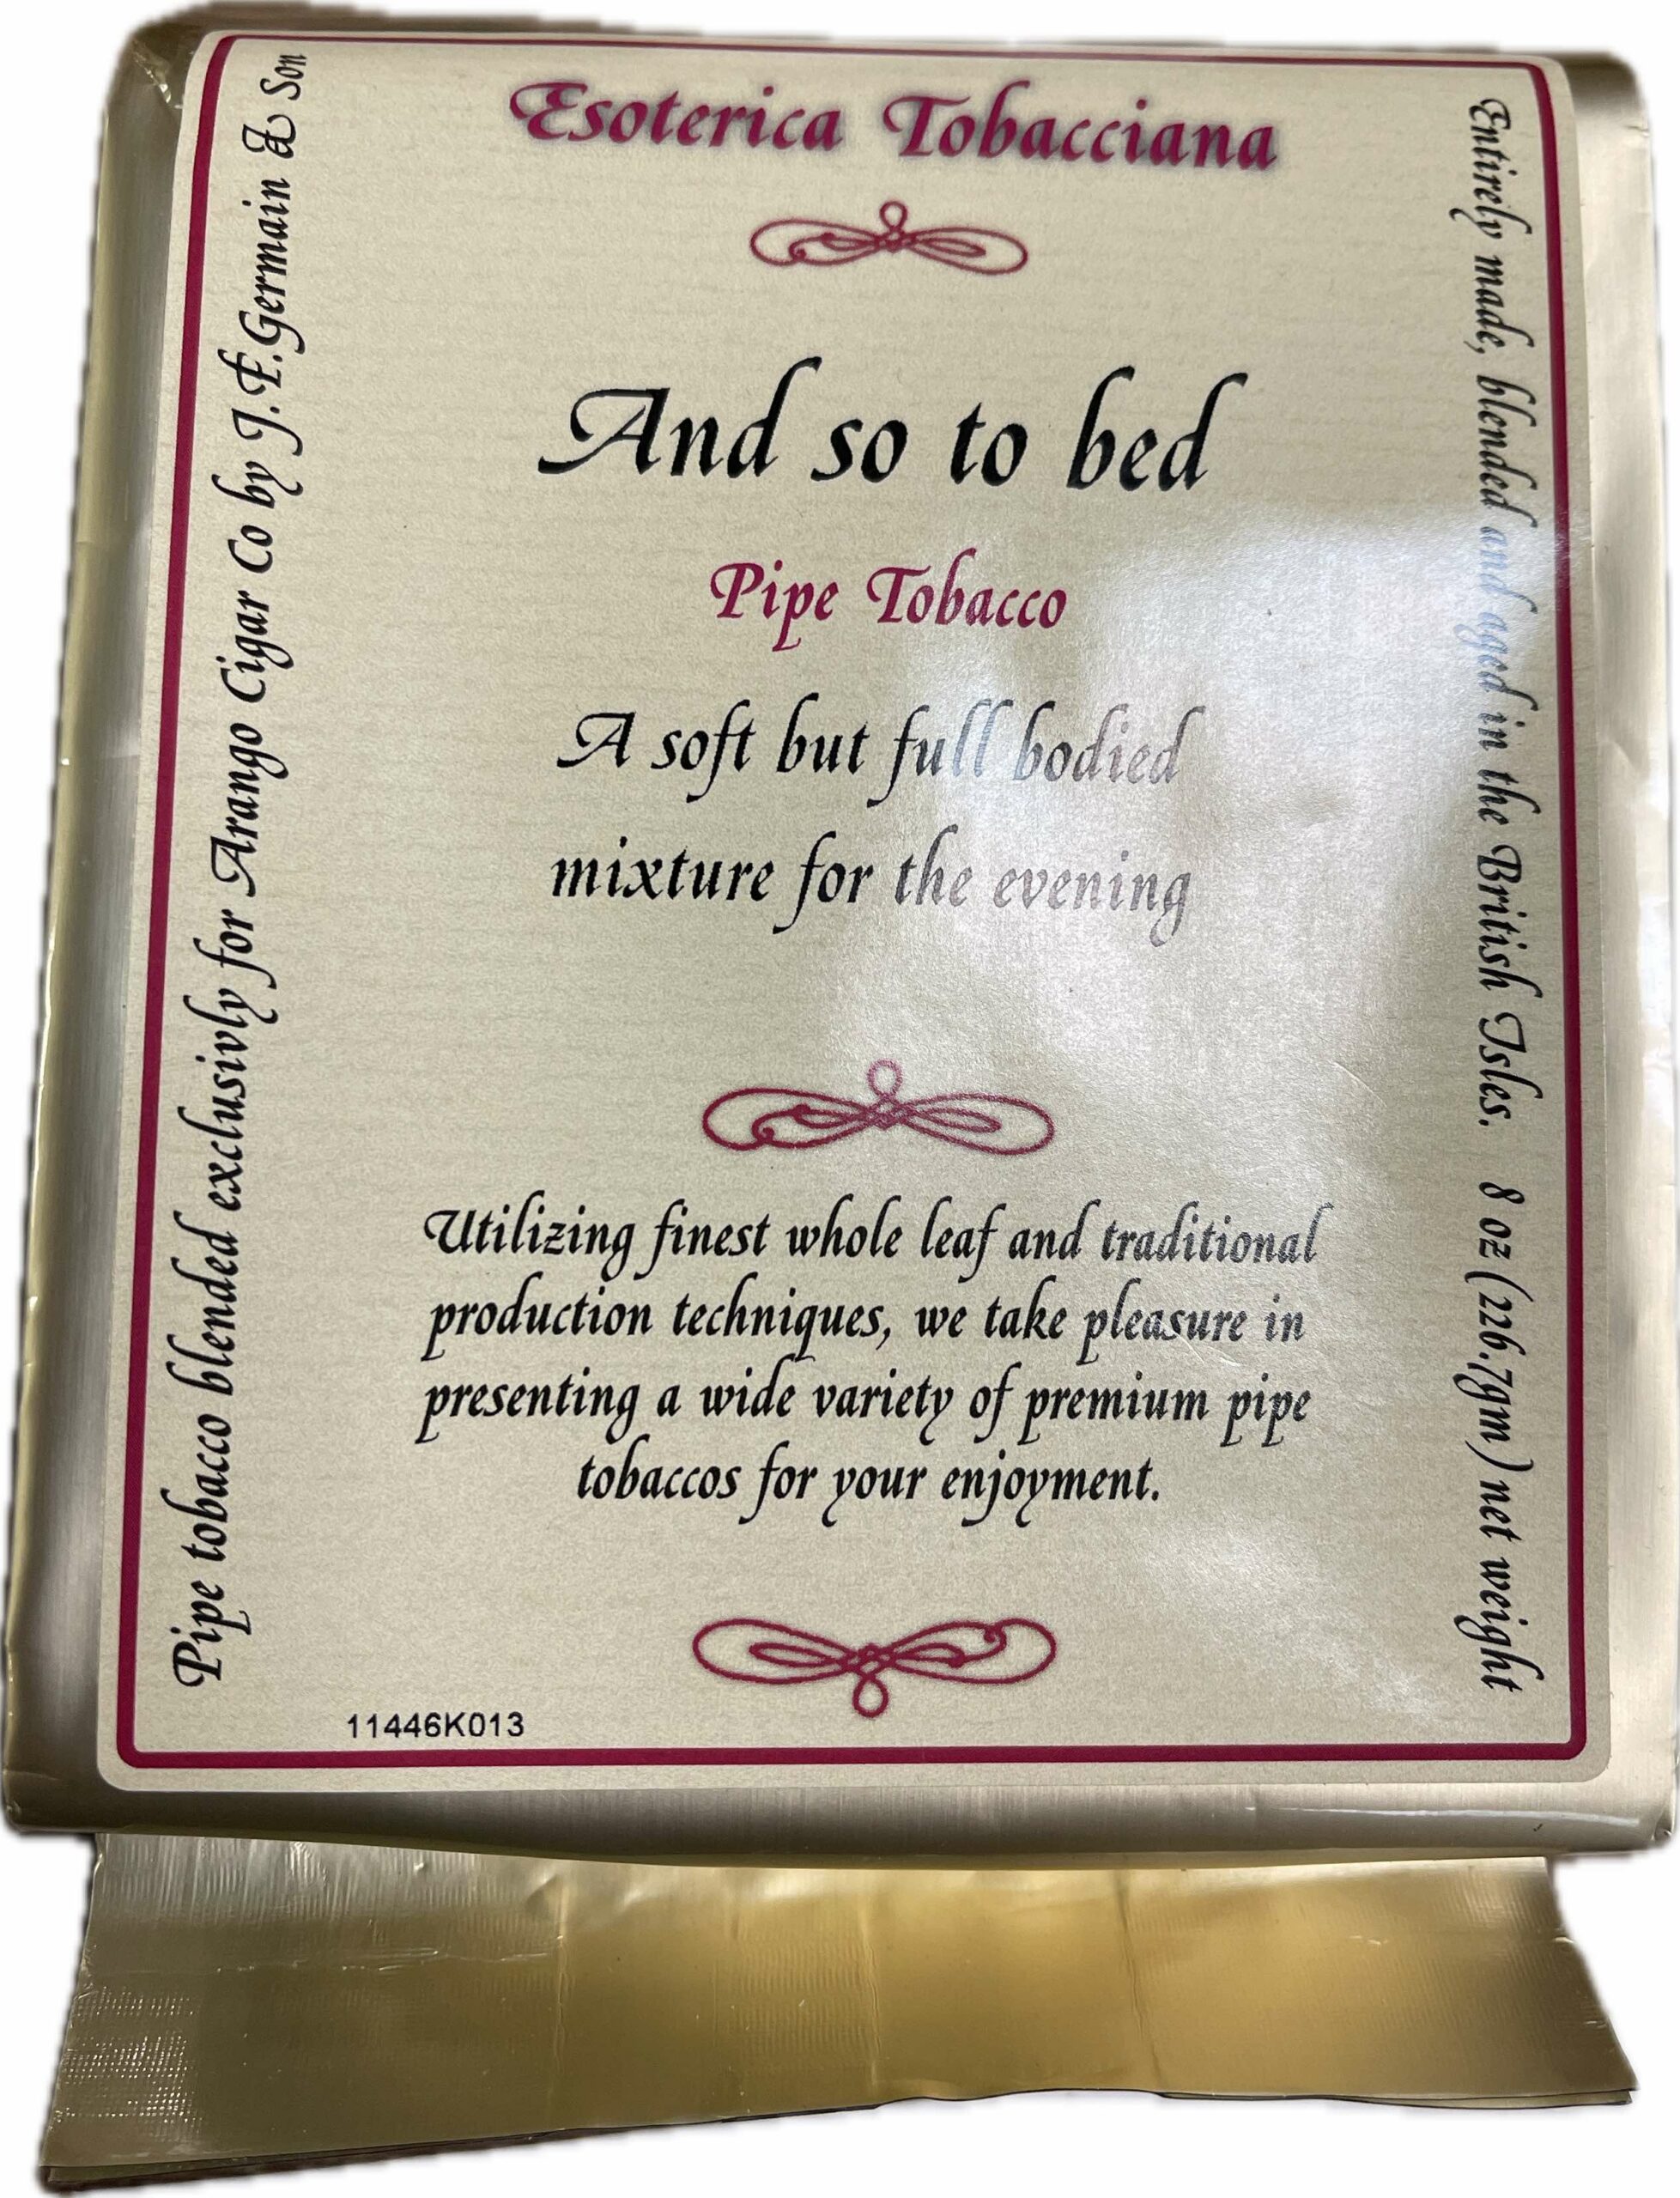 Esoterica Tobacciana
And so to bed
Pipe Tobacco
A soft but full bodied
mixture for the evening
Utilizing finest whole leaf and traditional
production techniques, we take pleasure in
presenting a wide variety of premium pipe
tobaccos for your enjoyment.
11446K013
Pipe tobacco blended exclusivly for Arango Cigar Co by J.F.Germain & Son
Entirely made, blended and aged in the British Isles. 8 oz (226.7gm) net weight